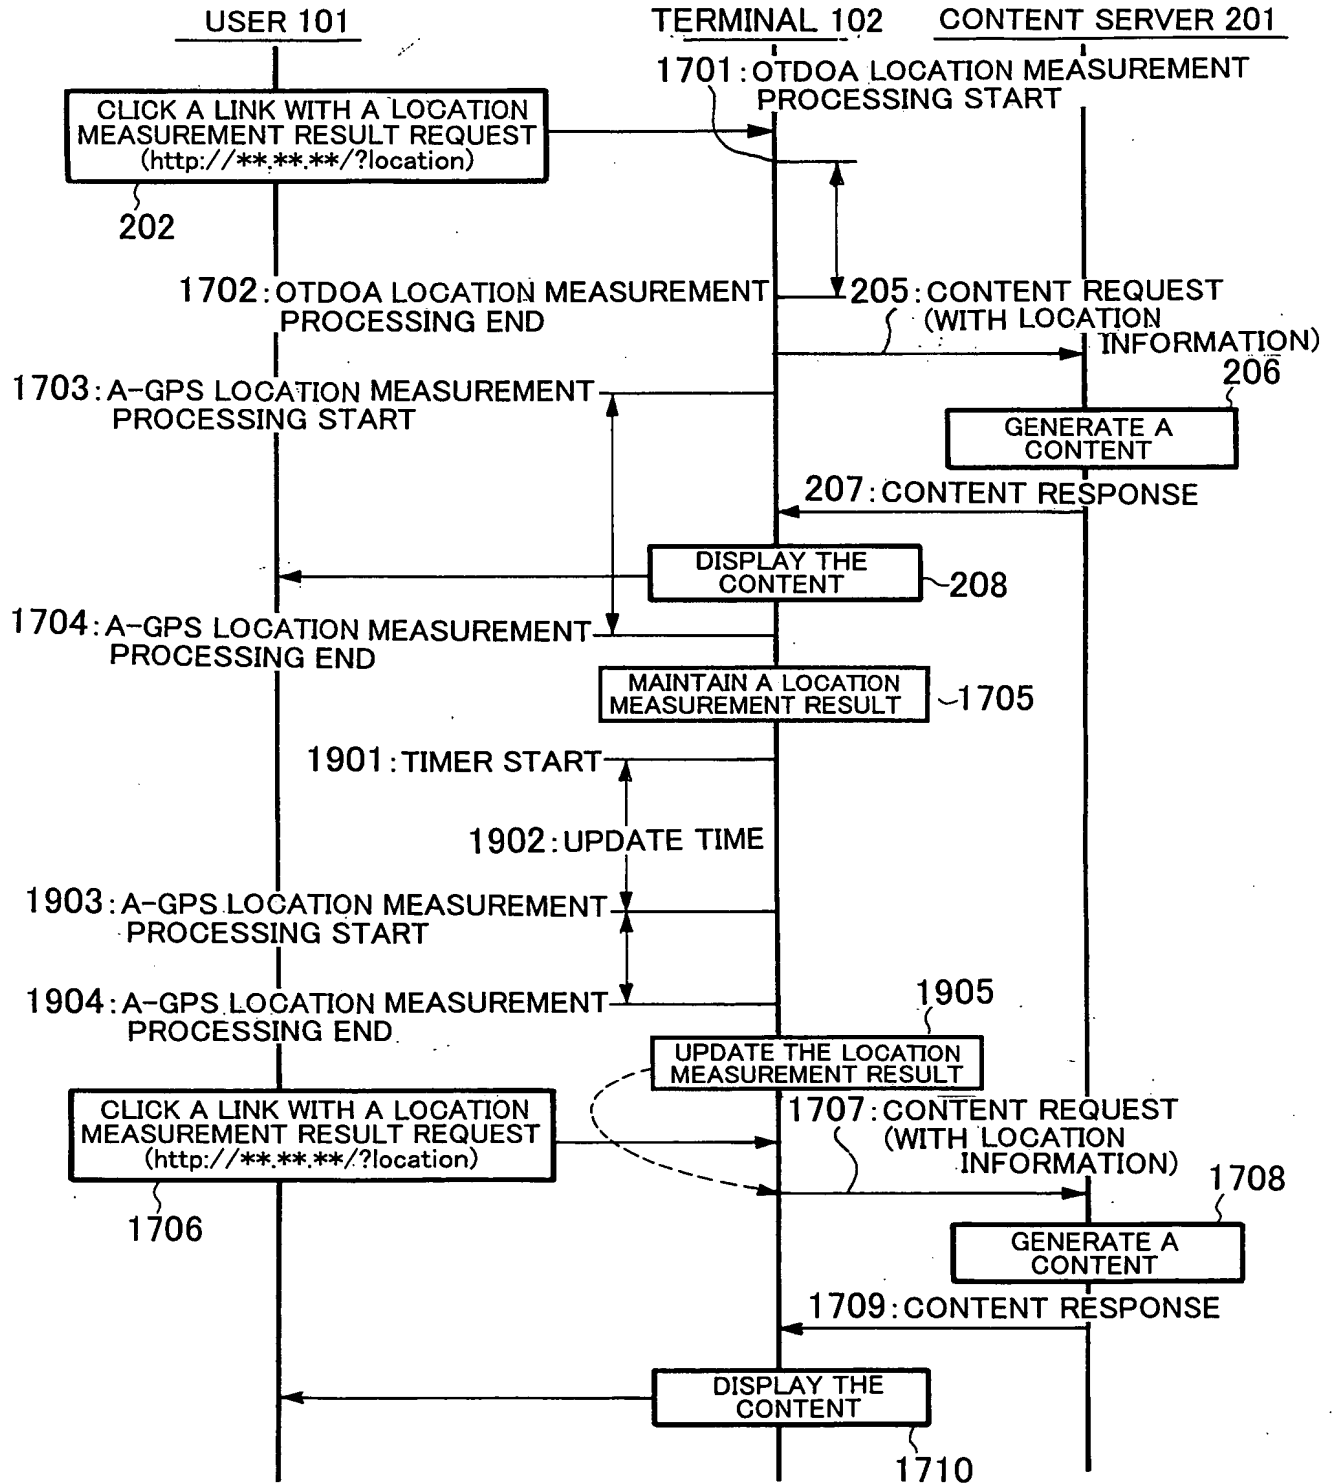 USER 101
TERMINAL 102
CONTENT SERVER 201
1701:OTDOA LOCATION MEASUREMENT
PROCESSING START
CLICK A LINK WITH A LOCATION
MEASUREMENT RESULT REQUEST
(http://**.**.**/?location)
202
1702:OTDOA LOCATION MEASUREMENT
PROCESSING END
205:CONTENT REQUEST
(WITH LOCATION
INFORMATION)
1703:A-GPS LOCATION MEASUREMENT
PROCESSING START
206
GENERATE A
CONTENT
207:CONTENT RESPONSE
DISPLAY THE
CONTENT
208
1704:A-GPS LOCATION MEASUREMENT
PROCESSING END
MAINTAIN A LOCATION
MEASUREMENT RESULT
1705
1901:TIMER START
1902:UPDATE TIME
1903:A-GPS LOCATION MEASUREMENT
PROCESSING START
1904:A-GPS LOCATION MEASUREMENT
PROCESSING END
1905
UPDATE THE LOCATION
MEASUREMENT RESULT
CLICK A LINK WITH A LOCATION
MEASUREMENT RESULT REQUEST
(http://**.**.**/?location)
1706
1707:CONTENT REQUEST
(WITH LOCATION
INFORMATION)
1708
GENERATE A
CONTENT
1709:CONTENT RESPONSE
DISPLAY THE
CONTENT
1710